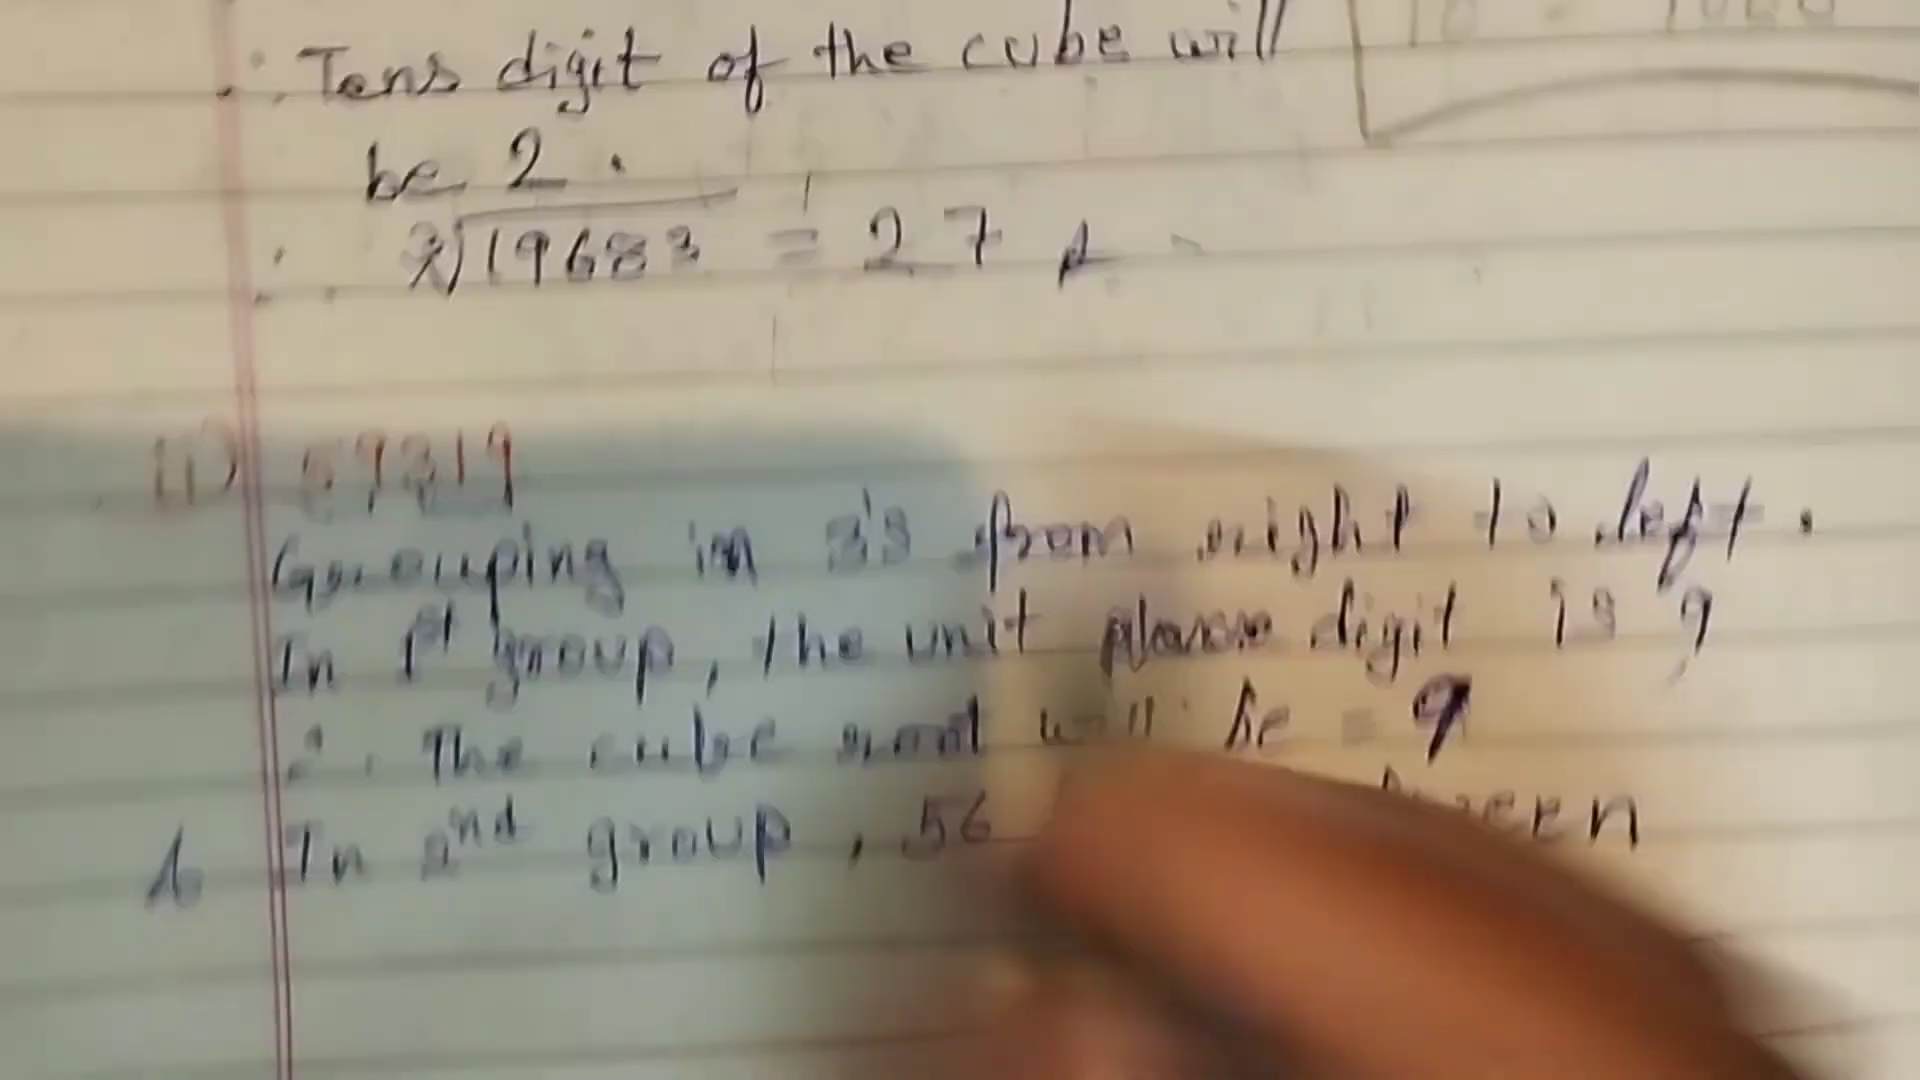 ∴ Tens digit of the cube will
be 2.
∴ ∛19683 = 27
(ii) 59319
Grouping in 3's from right to left.
In 1st group, the unit place digit is 9
∴ The cube root will be = 9
In 2nd group, 56